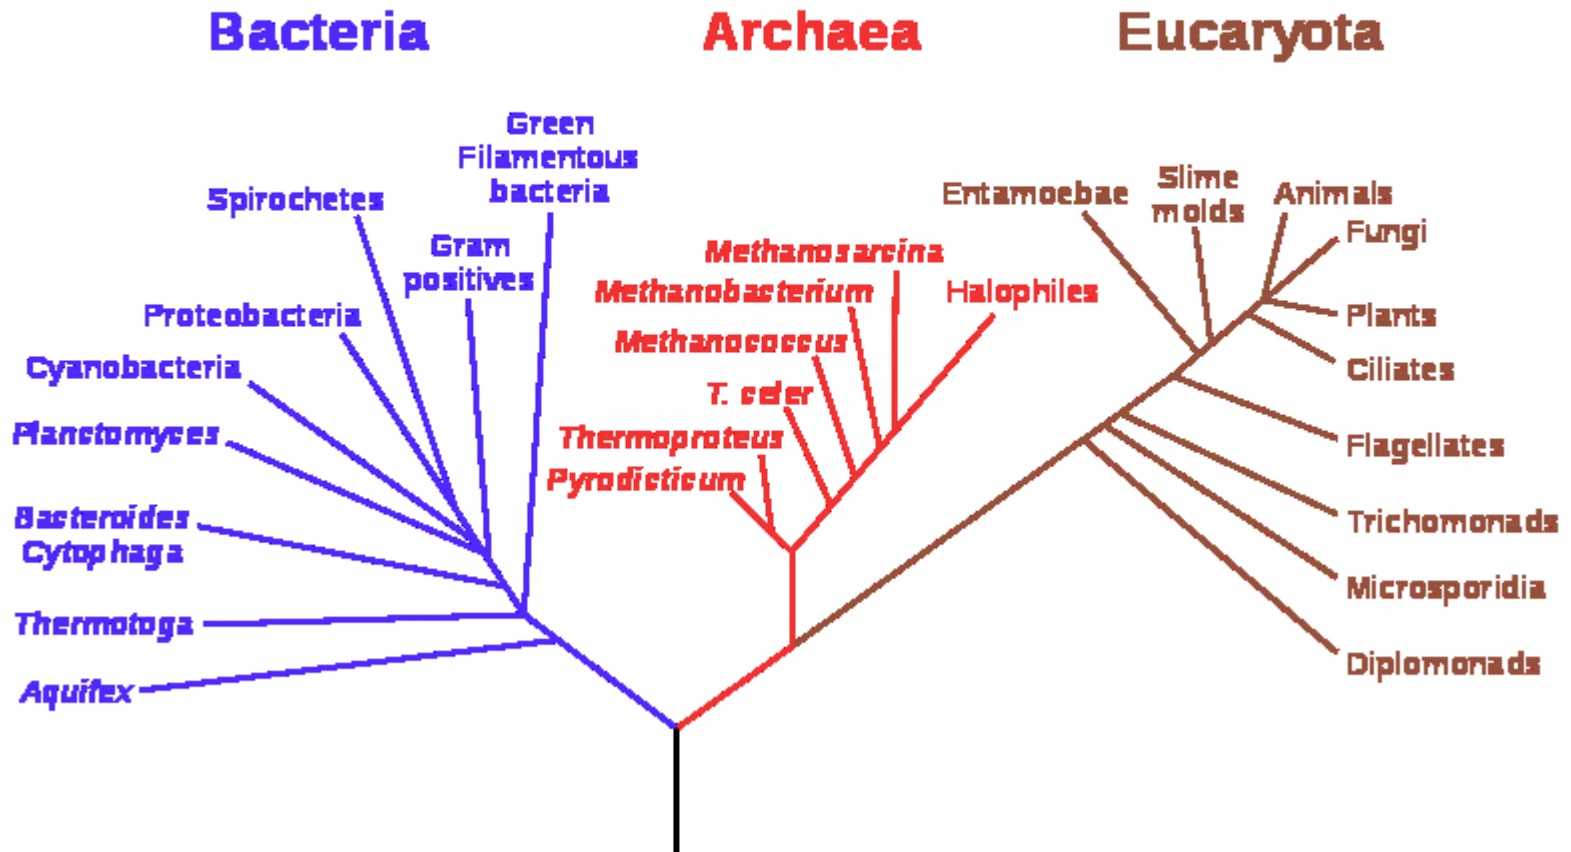 Bacteria
Archaea
Eucaryota
Green
Filamentous
bacteria
Spirochetes
Gram
positives
Proteobacteria
Cyanobacteria
Planctomyces
Bacteroides
Cytophaga
Thermotoga
Aquifex
Methanosarcina
Methanobacterium
Halophiles
Methanococcus
T. celer
Thermoproteus
Pyrodicticum
Entamoebae
Slime
molds
Animals
Fungi
Plants
Ciliates
Flagellates
Trichomonads
Microsporidia
Diplomonads